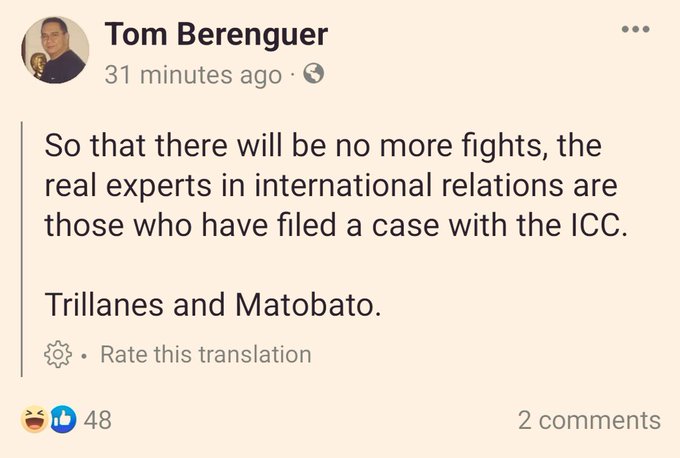 Tom Berenguer
31 minutes ago ·
So that there will be no more fights, the
real experts in international relations are
those who have filed a case with the ICC.
Trillanes and Matobato.
· Rate this translation
48
2 comments